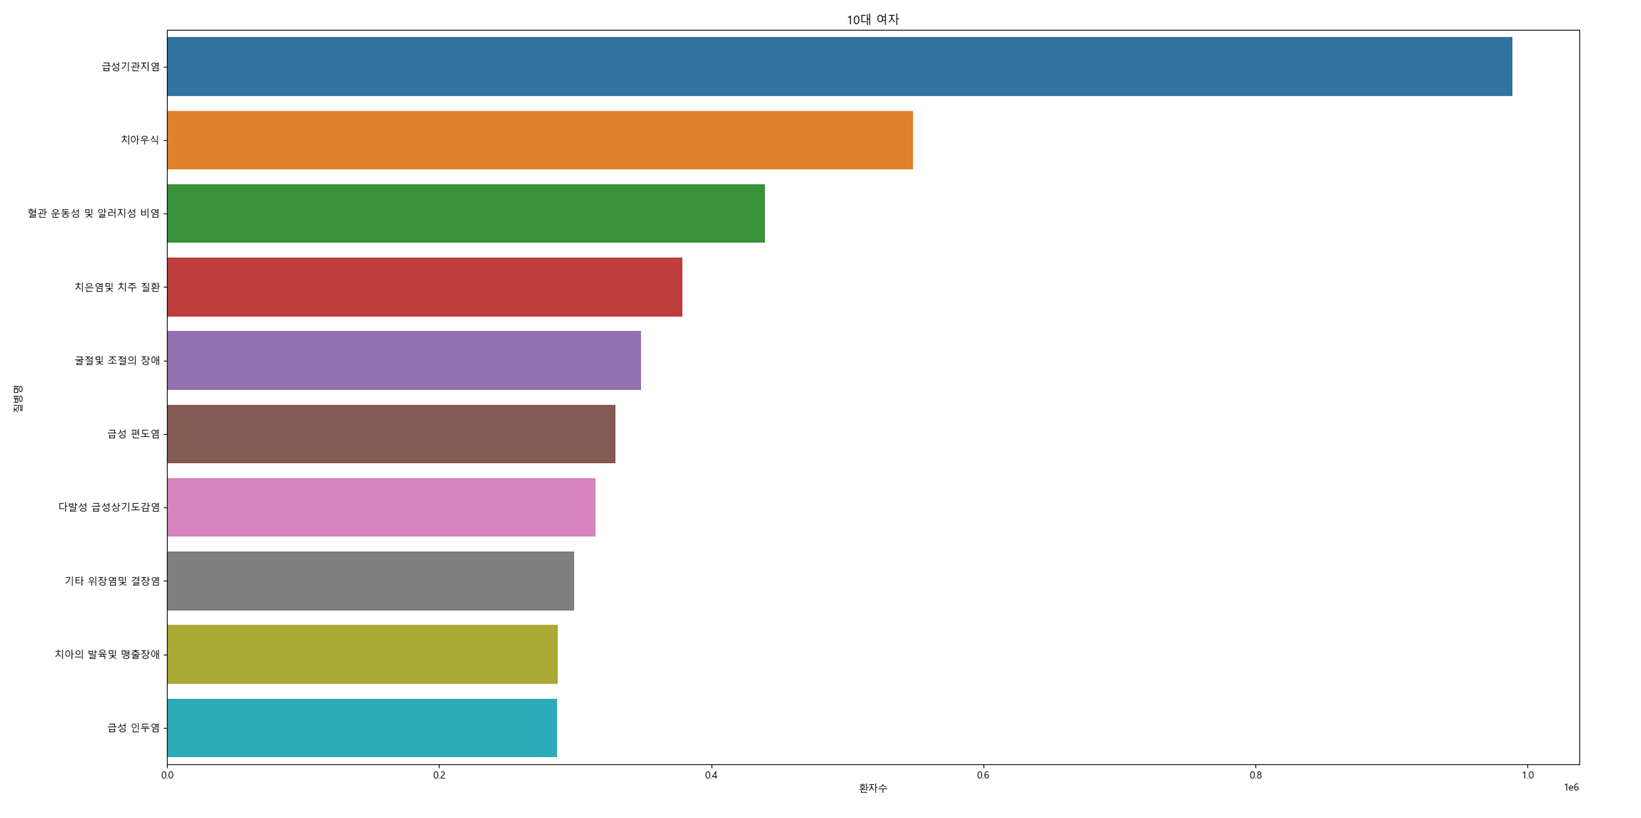 10대 여자
급성기관지염
치아우식
혈관 운동성 및 알러지성 비염
치은염및 치주 질환
굴절및 조절의 장애
급성 편도염
다발성 급성상기도감염
기타 위장염및 결장염
치아의 발육및 맹출장애
급성 인두염
질병명
0.0 0.2 0.4 0.6 0.8 1.0
환자수
1e6